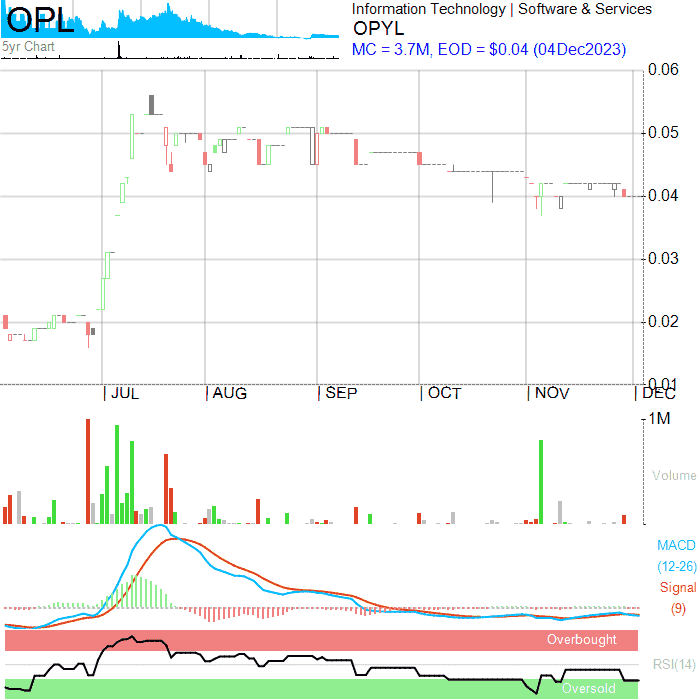 OPL
5yr Chart
Information Technology | Software & Services
OPYL
MC = 3.7M, EOD = $0.04 (04Dec2023)
0.06
0.05
0.04
0.03
0.02
0.01
JUL AUG SEP OCT NOV DEC
1M
Volume
MACD
(12-26)
Signal
(9)
Overbought
RSI(14)
Oversold